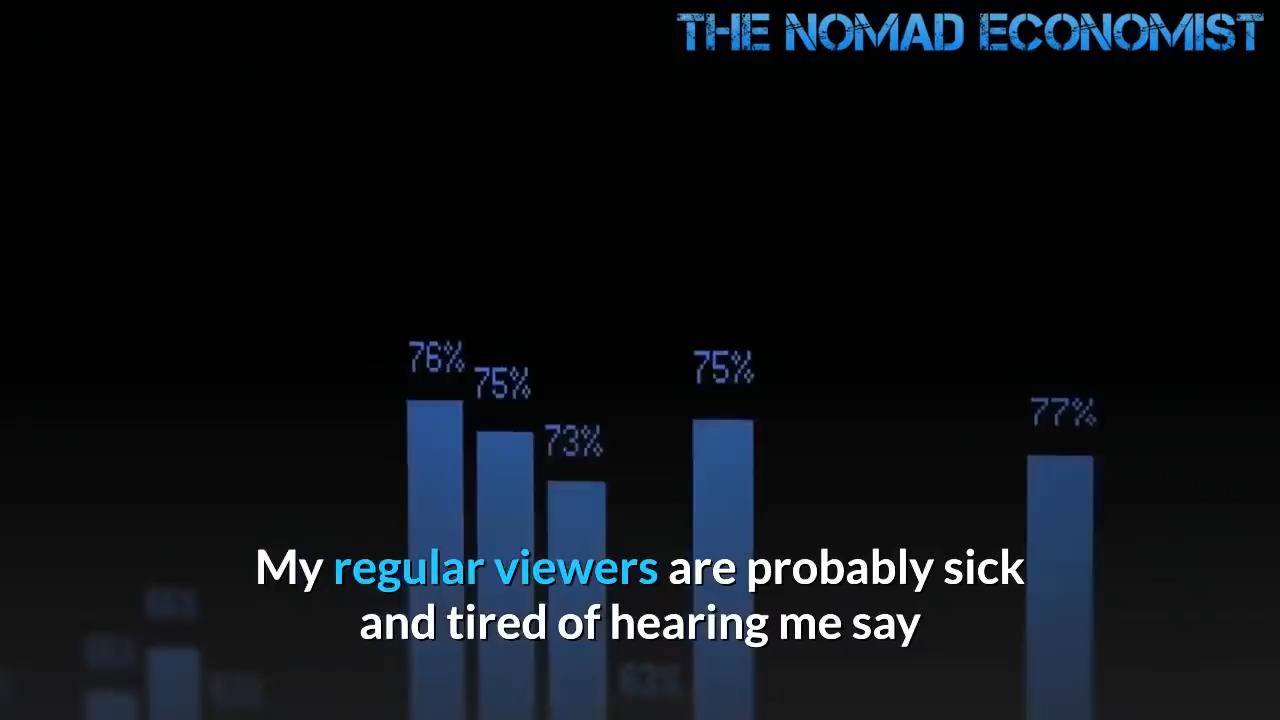 THE NOMAD ECONOMIST
76%
75%
75%
73%
77%
My regular viewers are probably sick
and tired of hearing me say
63%